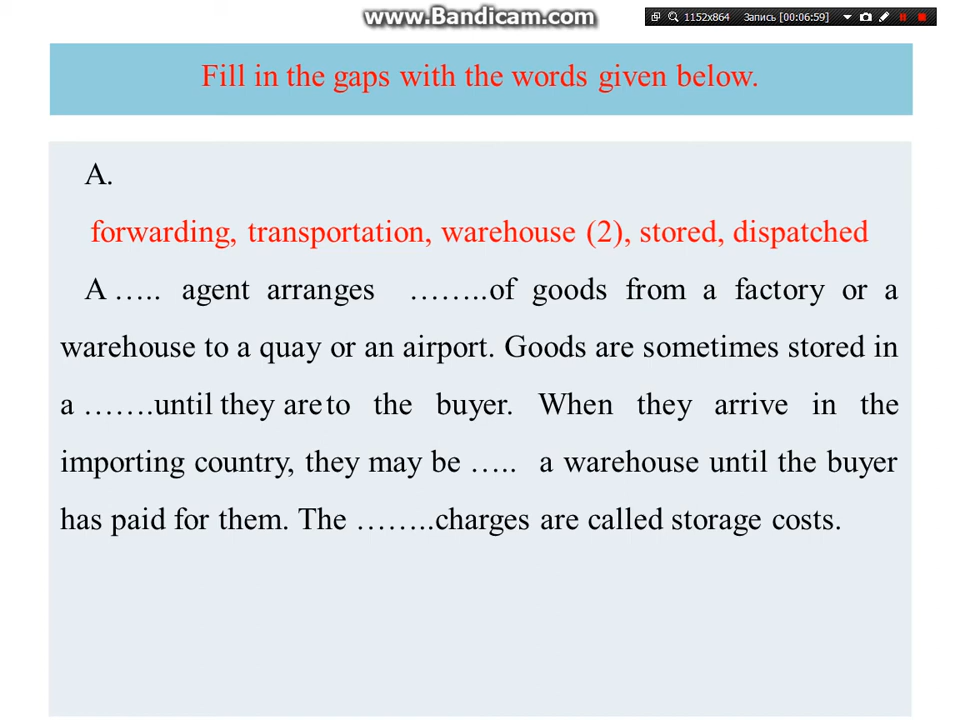 www.Bandicam.com
1152x864 Запись [00:06:59]
Fill in the gaps with the words given below.
A.
forwarding, transportation, warehouse (2), stored, dispatched
A ….. agent arranges ……..of goods from a factory or a
warehouse to a quay or an airport. Goods are sometimes stored in
a …….until they areto the buyer. When they arrive in the
importing country, they may be ….. a warehouse until the buyer
has paid for them. The ……..charges are called storage costs.